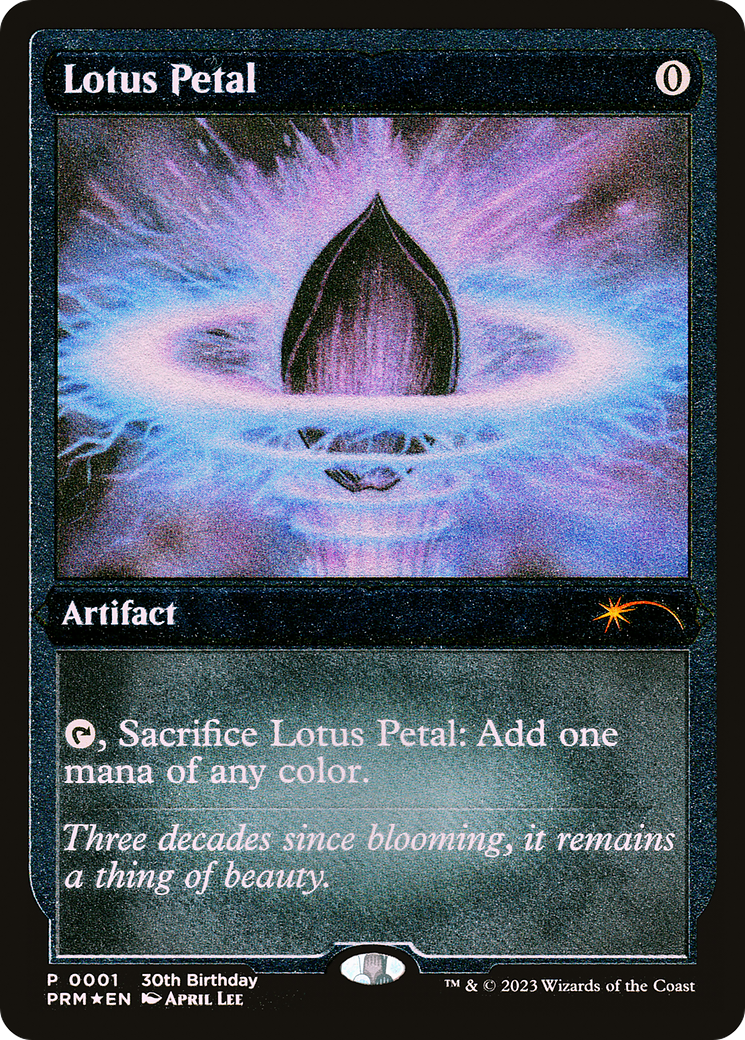 Lotus Petal 0
Artifact
, Sacrifice Lotus Petal: Add one
mana of any color.
Three decades since blooming, it remains
a thing of beauty.
P 0001 30th Birthday
PRM★EN April Lee
™ & © 2023 Wizards of the Coast